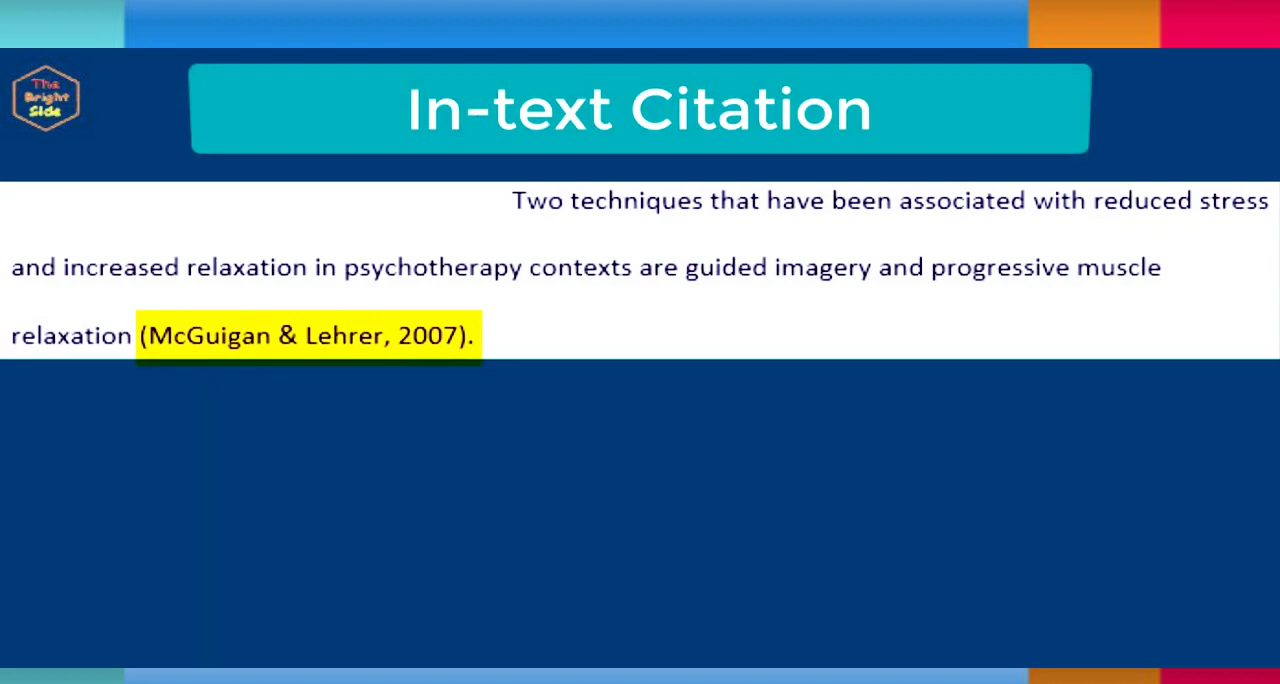 The
Bright
Side
In-text Citation
Two techniques that have been associated with reduced stress
and increased relaxation in psychotherapy contexts are guided imagery and progressive muscle
relaxation (McGuigan & Lehrer, 2007).